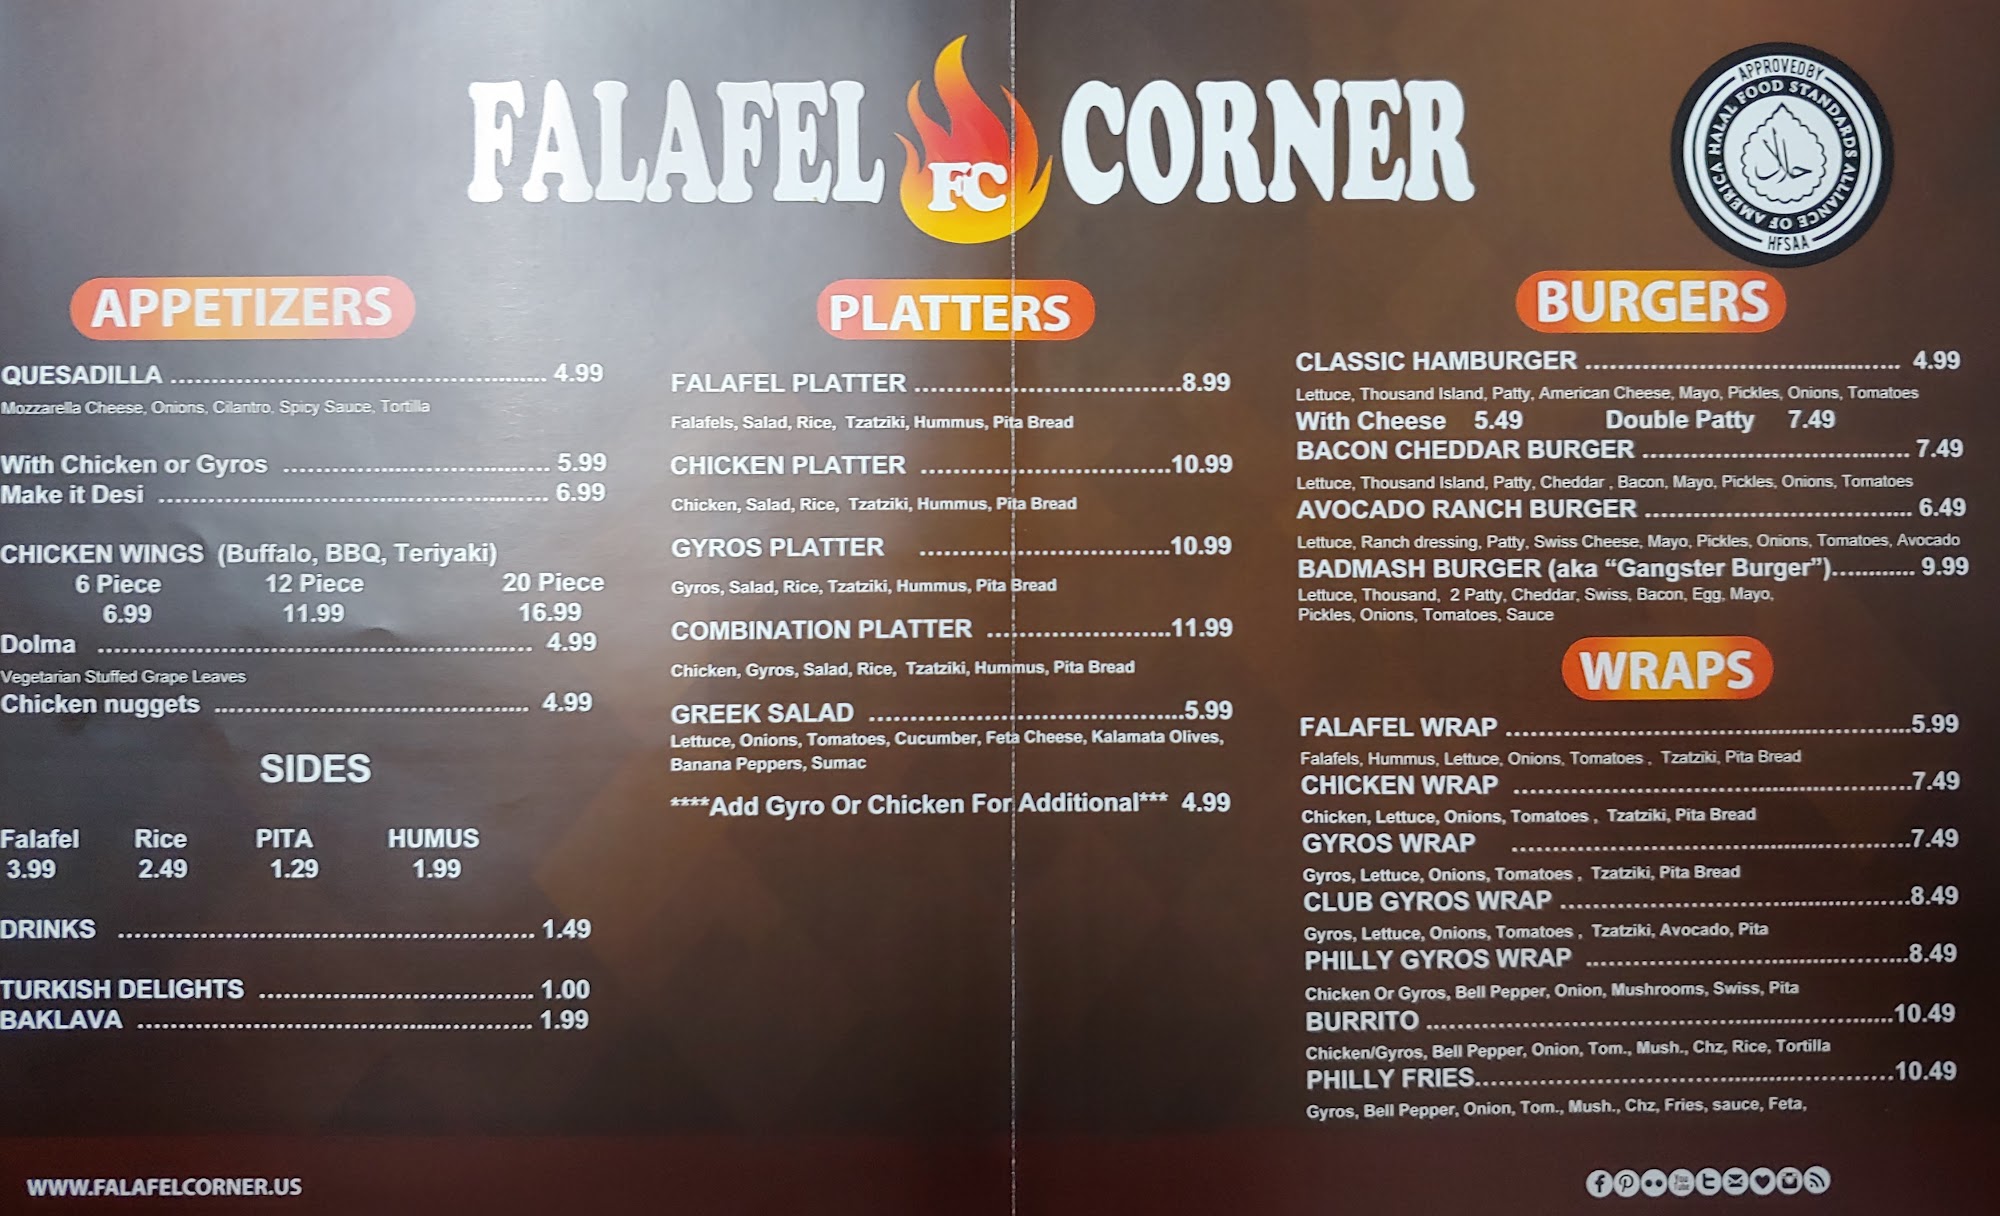 FALAFEL FC CORNER
APPROVED BY
HALAL FOOD STANDARDS ALLIANCE OF AMERICA
حلال
HFSAA
APPETIZERS
QUESADILLA 4.99
Mozzarella Cheese, Onions, Cilantro, Spicy Sauce, Tortilla
With Chicken or Gyros 5.99
Make it Desi 6.99
CHICKEN WINGS (Buffalo, BBQ, Teriyaki)
6 Piece 12 Piece 20 Piece
6.99 11.99 16.99
Dolma 4.99
Vegetarian Stuffed Grape Leaves
Chicken nuggets 4.99
SIDES
Falafel Rice PITA HUMUS
3.99 2.49 1.29 1.99
DRINKS 1.49
TURKISH DELIGHTS 1.00
BAKLAVA 1.99
PLATTERS
FALAFEL PLATTER 8.99
Falafels, Salad, Rice, Tzatziki, Hummus, Pita Bread
CHICKEN PLATTER 10.99
Chicken, Salad, Rice, Tzatziki, Hummus, Pita Bread
GYROS PLATTER 10.99
Gyros, Salad, Rice, Tzatziki, Hummus, Pita Bread
COMBINATION PLATTER 11.99
Chicken, Gyros, Salad, Rice, Tzatziki, Hummus, Pita Bread
GREEK SALAD 5.99
Lettuce, Onions, Tomatoes, Cucumber, Feta Cheese, Kalamata Olives,
Banana Peppers, Sumac
****Add Gyro Or Chicken For Additional*** 4.99
BURGERS
CLASSIC HAMBURGER 4.99
Lettuce, Thousand Island, Patty, American Cheese, Mayo, Pickles, Onions, Tomatoes
With Cheese 5.49 Double Patty 7.49
BACON CHEDDAR BURGER 7.49
Lettuce, Thousand Island, Patty, Cheddar , Bacon, Mayo, Pickles, Onions, Tomatoes
AVOCADO RANCH BURGER 6.49
Lettuce, Ranch dressing, Patty, Swiss Cheese, Mayo, Pickles, Onions, Tomatoes, Avocado
BADMASH BURGER (aka “Gangster Burger”) 9.99
Lettuce, Thousand, 2 Patty, Cheddar, Swiss, Bacon, Egg, Mayo,
Pickles, Onions, Tomatoes, Sauce
WRAPS
FALAFEL WRAP 5.99
Falafels, Hummus, Lettuce, Onions, Tomatoes , Tzatziki, Pita Bread
CHICKEN WRAP 7.49
Chicken, Lettuce, Onions, Tomatoes , Tzatziki, Pita Bread
GYROS WRAP 7.49
Gyros, Lettuce, Onions, Tomatoes , Tzatziki, Pita Bread
CLUB GYROS WRAP 8.49
Gyros, Lettuce, Onions, Tomatoes , Tzatziki, Avocado, Pita
PHILLY GYROS WRAP 8.49
Chicken Or Gyros, Bell Pepper, Onion, Mushrooms, Swiss, Pita
BURRITO 10.49
Chicken/Gyros, Bell Pepper, Onion, Tom., Mush., Chz, Rice, Tortilla
PHILLY FRIES 10.49
Gyros, Bell Pepper, Onion, Tom., Mush., Chz, Fries, sauce, Feta,
WWW.FALAFELCORNER.US